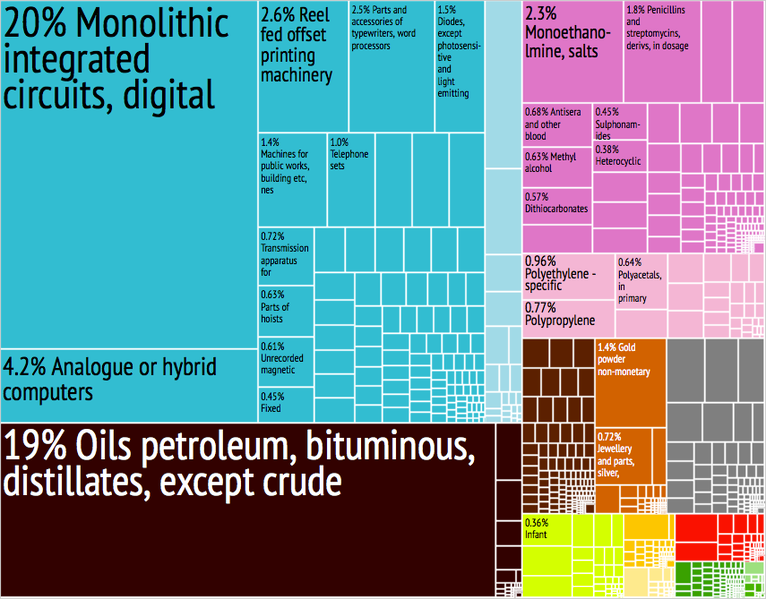 20% Monolithic
integrated
circuits, digital
4.2% Analogue or hybrid
computers
2.6% Reel
fed offset
printing
machinery
2.5% Parts and
accessories of
typewriters, word
processors
1.5%
Diodes,
except
photosensi-
tive
and
light
emitting
1.4%
Machines for
public works,
building etc,
nes
1.0%
Telephone
sets
0.72%
Transmission
apparatus
for
0.63%
Parts of
hoists
0.61%
Unrecorded
magnetic
0.45%
Fixed
19% Oils petroleum, bituminous,
distillates, except crude
2.3%
Monoethano-
lmine, salts
1.8% Penicillins
and
streptomycins,
derivs, in dosage
0.68% Antisera
and other
blood
0.45%
Sulphonam-
ides
0.63% Methyl
alcohol
0.38%
Heterocyclic
0.57%
Dithiocarbonates
0.96%
Polyethylene -
specific
0.64%
Polyacetals,
in
primary
0.77%
Polypropylene
1.4% Gold
powder
non-monetary
0.72%
Jewellery
and parts,
silver,
0.36%
Infant